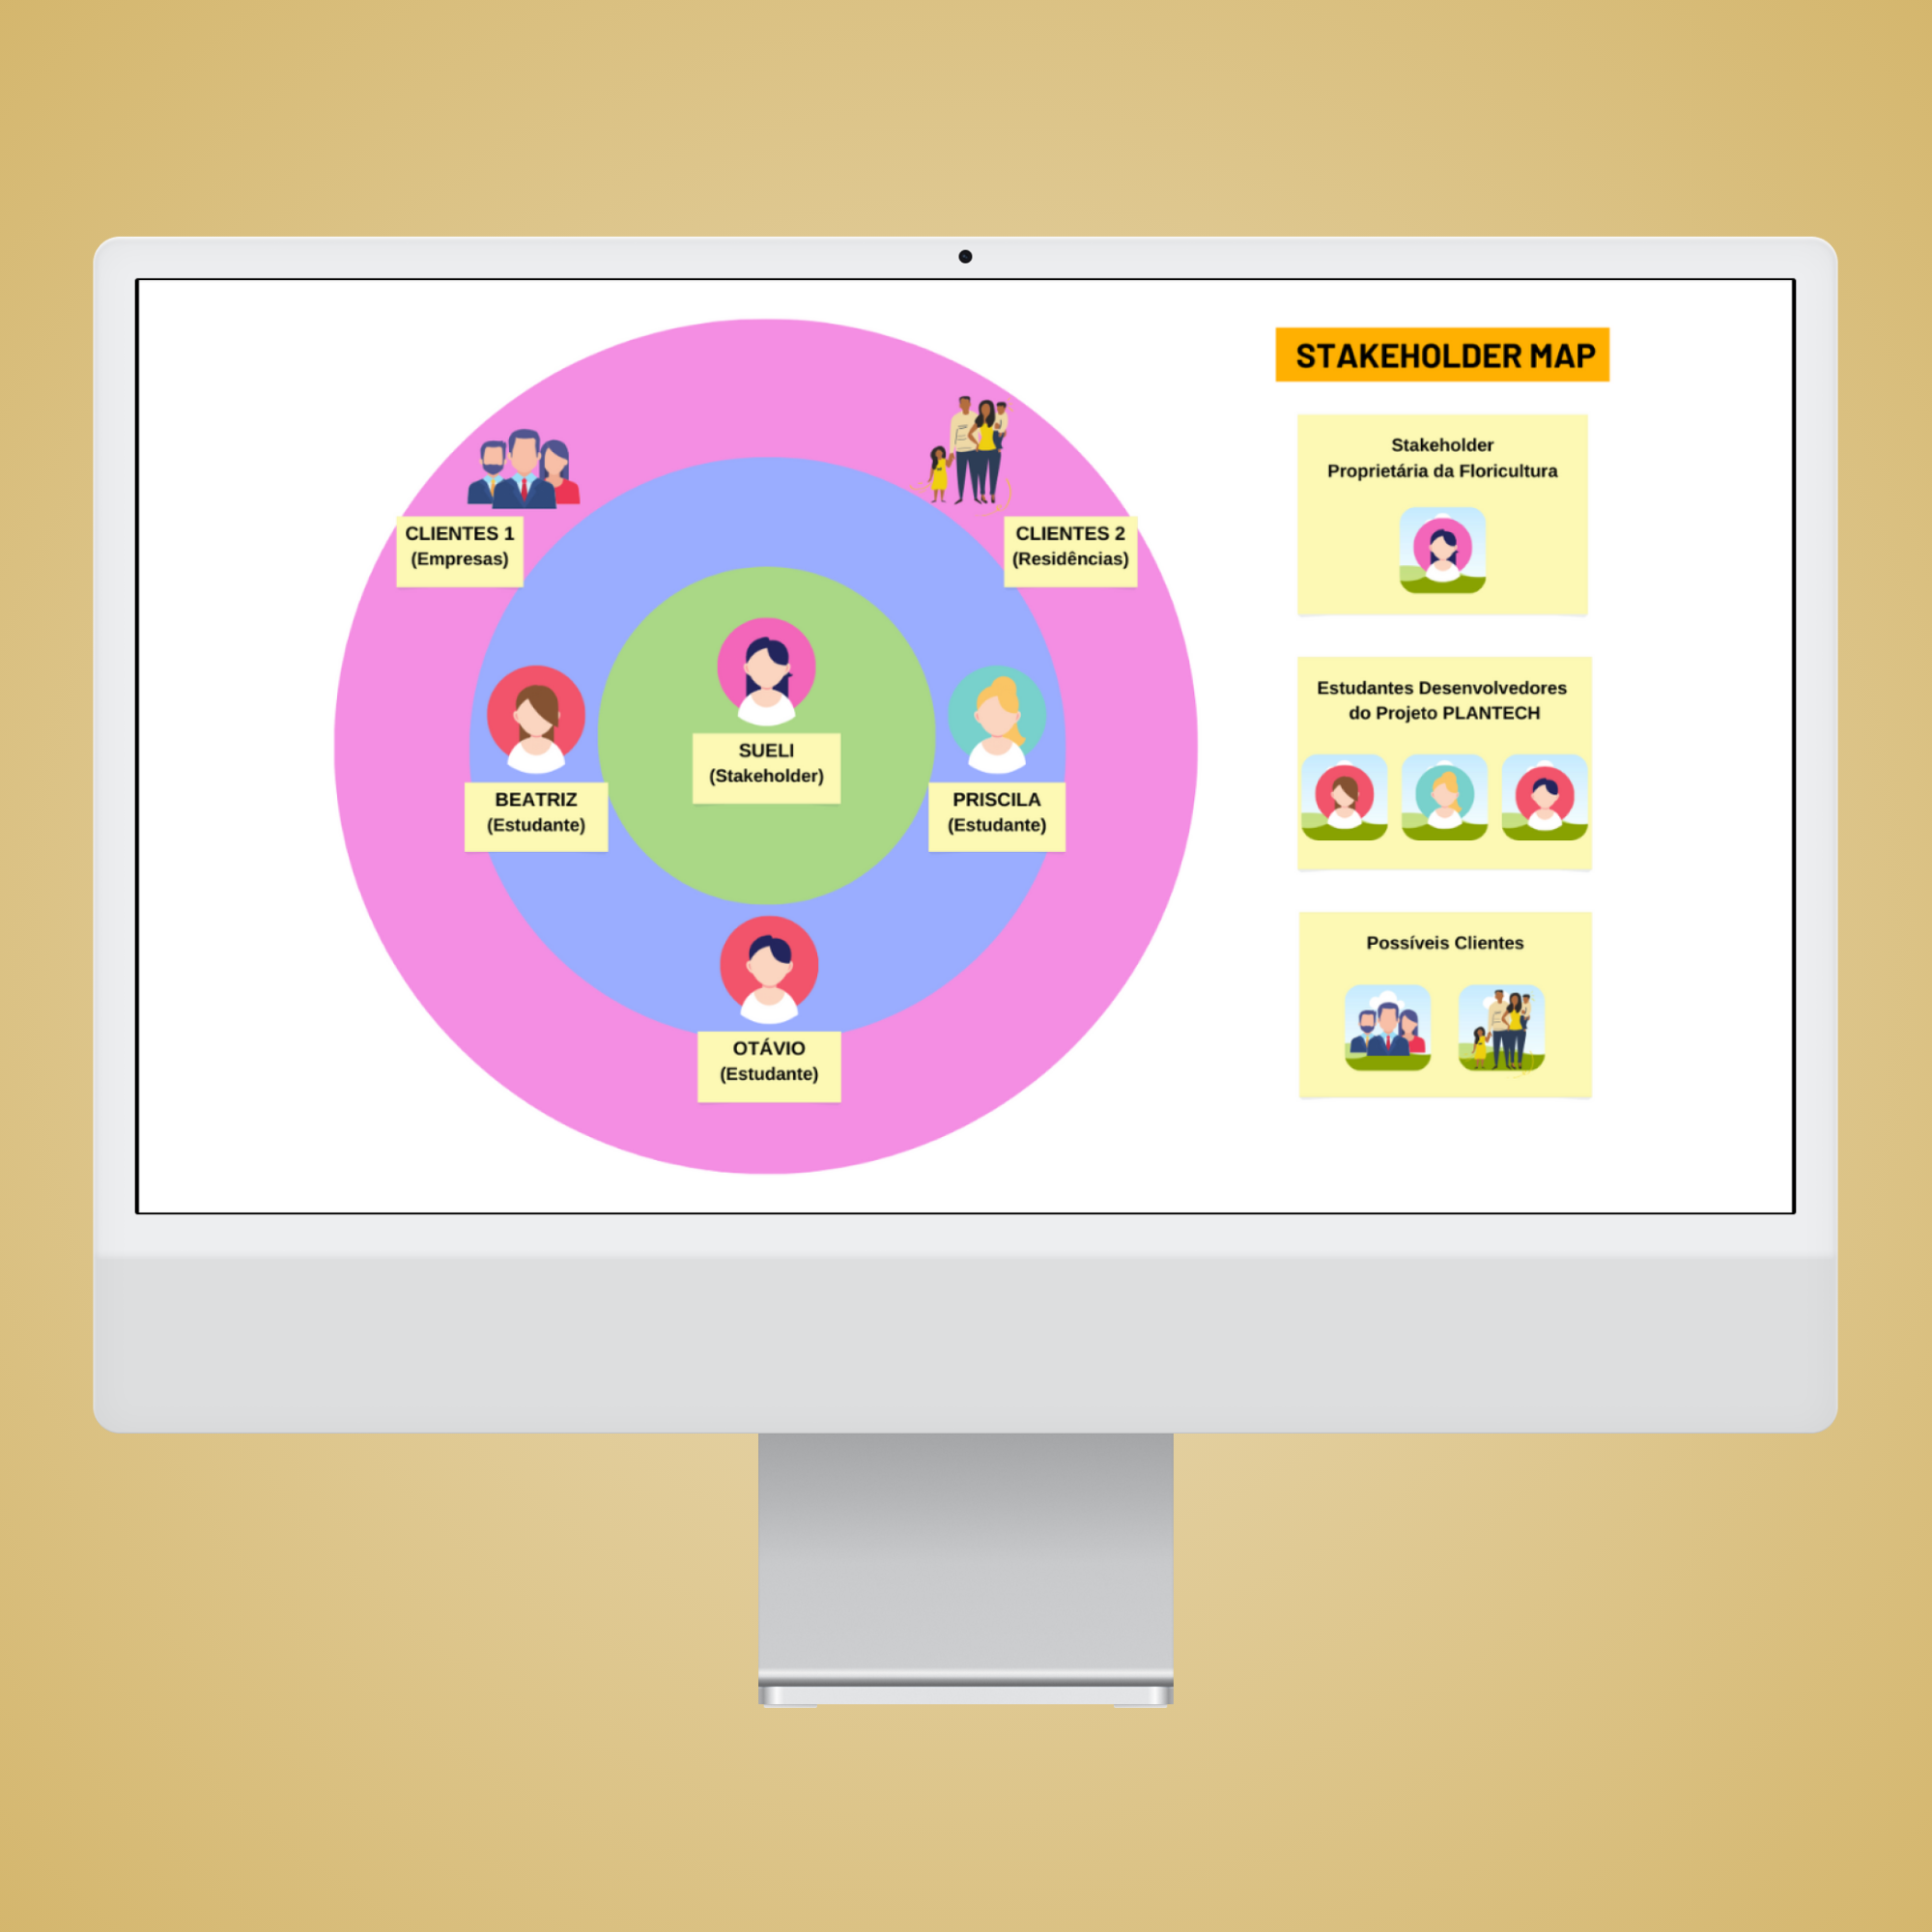 STAKEHOLDER MAP
CLIENTES 1
(Empresas)
CLIENTES 2
(Residências)
SUELI
(Stakeholder)
BEATRIZ
(Estudante)
PRISCILA
(Estudante)
OTÁVIO
(Estudante)
Stakeholder
Proprietária da Floricultura
Estudantes Desenvolvedores
do Projeto PLANTECH
Possíveis Clientes